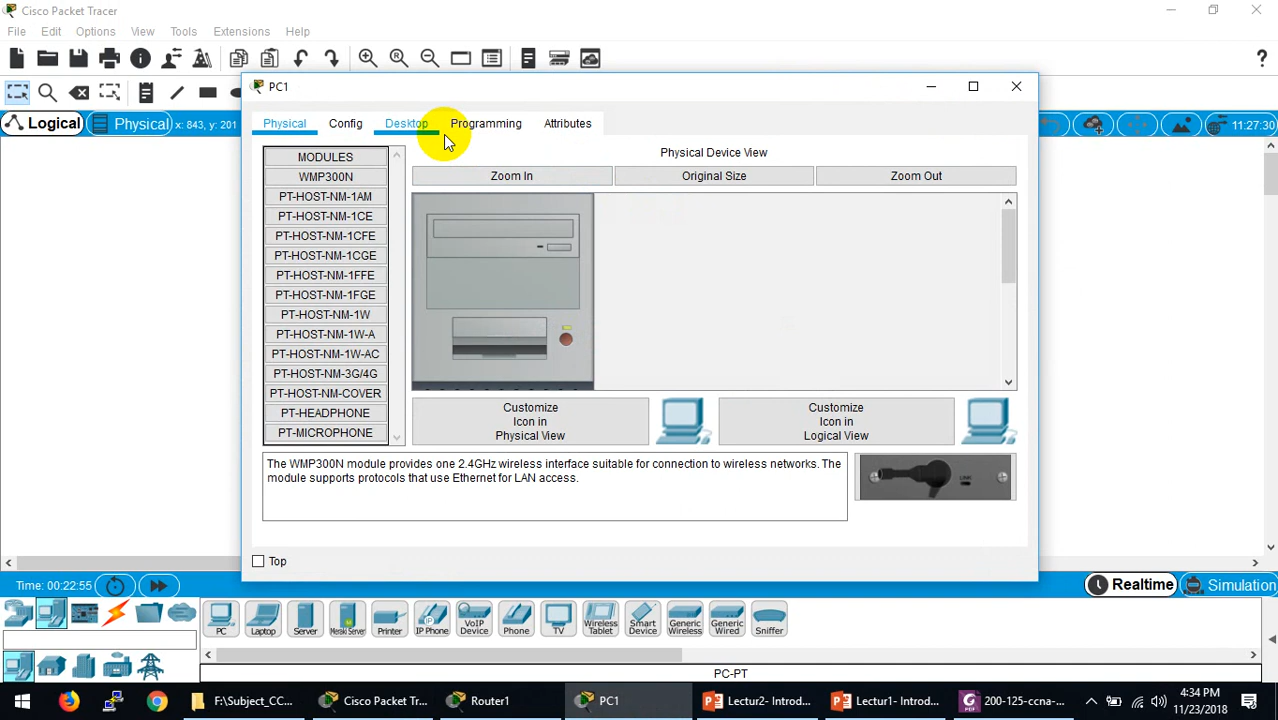 Cisco Packet Tracer
File Edit Options View Tools Extensions Help
PC1
Logical Physical x: 843, y: 201 11:27:30
Physical Config Desktop Programming Attributes
MODULES
WMP300N
PT-HOST-NM-1AM
PT-HOST-NM-1CE
PT-HOST-NM-1CFE
PT-HOST-NM-1CGE
PT-HOST-NM-1FFE
PT-HOST-NM-1FGE
PT-HOST-NM-1W
PT-HOST-NM-1W-A
PT-HOST-NM-1W-AC
PT-HOST-NM-3G/4G
PT-HOST-NM-COVER
PT-HEADPHONE
PT-MICROPHONE
Physical Device View
Zoom In Original Size Zoom Out
Customize
Icon in
Physical View
Customize
Icon in
Logical View
The WMP300N module provides one 2.4GHz wireless interface suitable for connection to wireless networks. The
module supports protocols that use Ethernet for LAN access.
LINK
Top
Time: 00:22:55 Realtime Simulation
PC Laptop Server Meraki Server Printer IP Phone VoIP Device Phone TV Wireless Tablet Smart Device Generic Wireless Generic Wired Sniffer
PC-PT
F:\Subject_CC... Cisco Packet Tr... Router1 PC1 Lectur2- Introd... Lectur1- Introd... 200-125-ccna-... 4:34 PM
11/23/2018